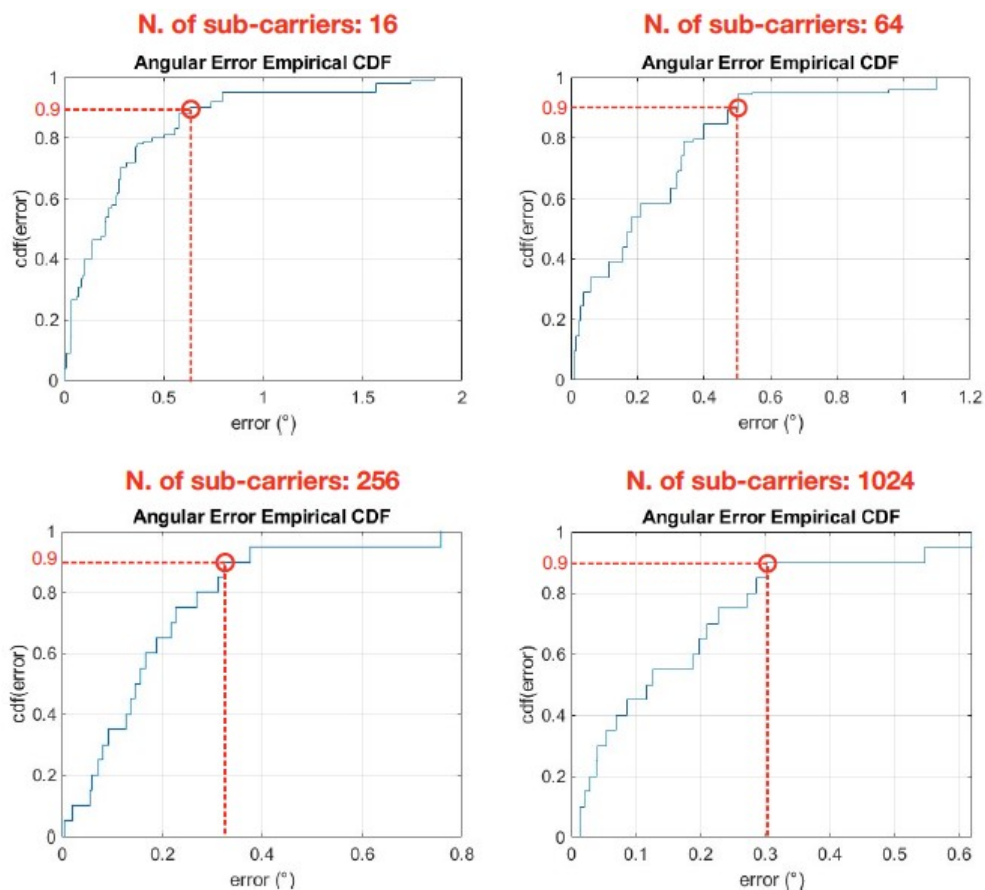 N. of sub-carriers: 16
Angular Error Empirical CDF
1
0.9
0.8
0.6
0.4
0.2
0
cdf(error)
0 0.5 1 1.5 2
error (°)
N. of sub-carriers: 64
Angular Error Empirical CDF
1
0.9
0.8
0.6
0.4
0.2
0
cdf(error)
0 0.2 0.4 0.6 0.8 1 1.2
error (°)
N. of sub-carriers: 256
Angular Error Empirical CDF
1
0.9
0.8
0.6
0.4
0.2
0
cdf(error)
0 0.2 0.4 0.6 0.8
error (°)
N. of sub-carriers: 1024
Angular Error Empirical CDF
1
0.9
0.8
0.6
0.4
0.2
0
cdf(error)
0 0.1 0.2 0.3 0.4 0.5 0.6
error (°)